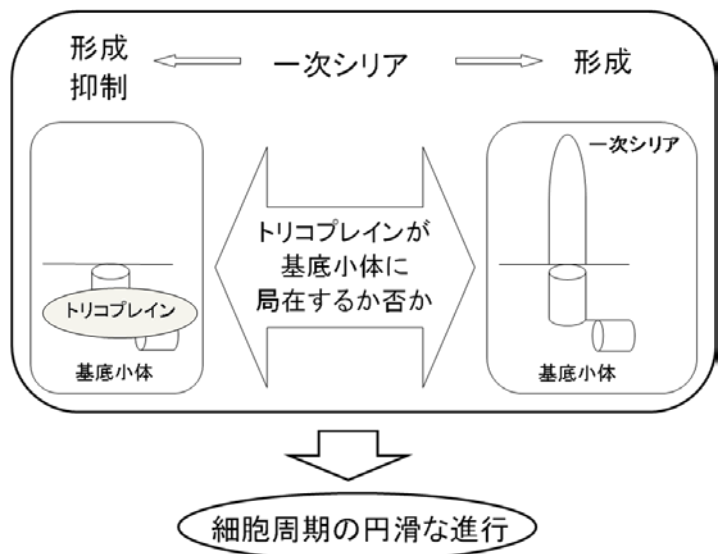 形成
抑制
一次シリア
形成
一次シリア
トリコプレインが
基底小体に
局在するか否か
トリコプレイン
基底小体
基底小体
細胞周期の円滑な進行